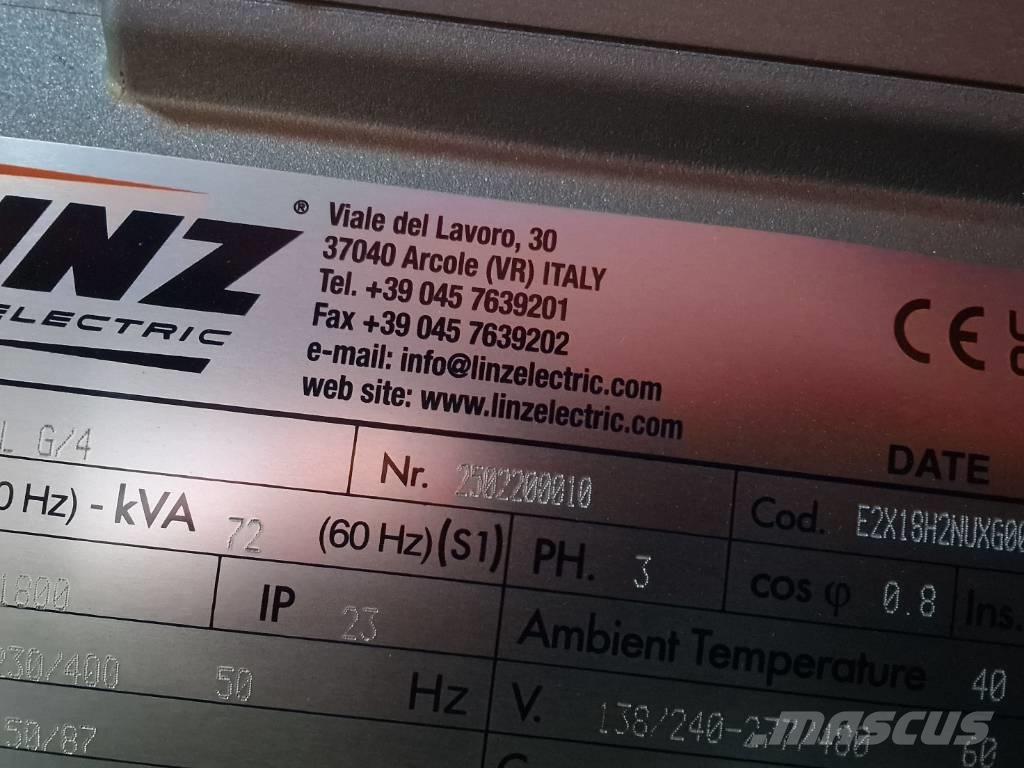 INZ ®
ELECTRIC
Viale del Lavoro, 30
37040 Arcole (VR) ITALY
Tel. +39 045 7639201
Fax +39 045 7639202
e-mail: info@linzelectric.com
web site: www.linzelectric.com
CE
DATE
L G/4 Nr. 2502200010 Cod. E2X18H2NUXG00
0 Hz) - kVA 72 (60 Hz) (S1) PH. 3 cos φ 0.8 Ins.
1800 IP 23 Ambient Temperature 40
230/400 50 Hz V. 138/240- 480 60
50/87
mascus